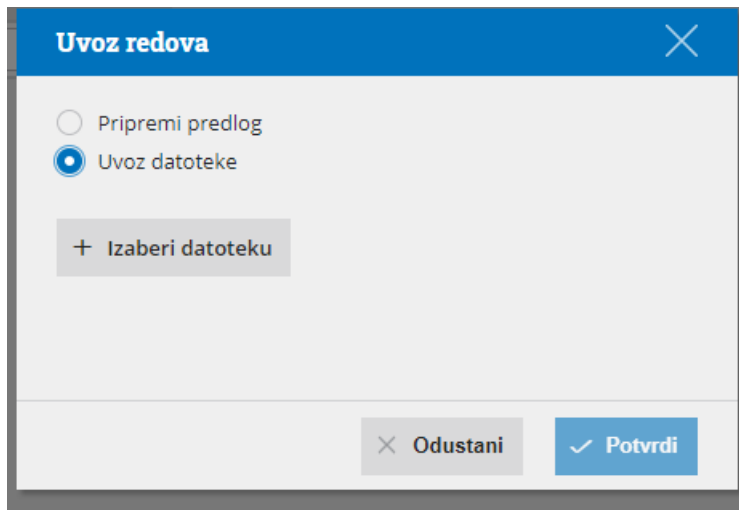 Uvoz redova
Pripremi predlog
Uvoz datoteke
+ Izaberi datoteku
Odustani
Potvrdi